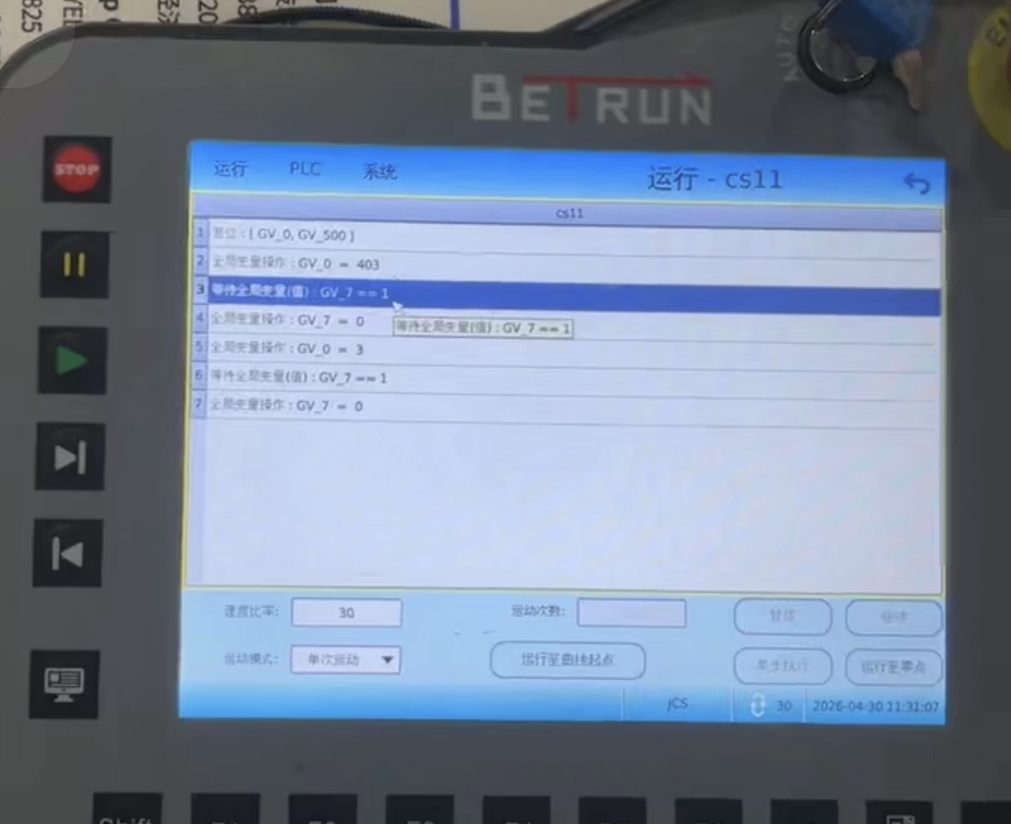 825
YE
20
BETRUN
AUTO
STOP
运行 PLC 系统 运行 - cs11
cs11
1 复位 : [ GV_0, GV_500 ]
2 全局变量操作 : GV_0 = 403
3 等待全局变量(值) : GV_7 == 1
4 全局变量操作 : GV_7 = 0
等待全局变量(值) : GV_7 == 1
5 全局变量操作 : GV_0 = 3
6 等待全局变量(值) : GV_7 == 1
7 全局变量操作 : GV_7 = 0
速度比率: 30 运动次数: 暂停
运动模式: 单次运动 运行至曲线起点 单步执行 运行至零点
JCS 30 2026-04-30 11:31:07
Shift